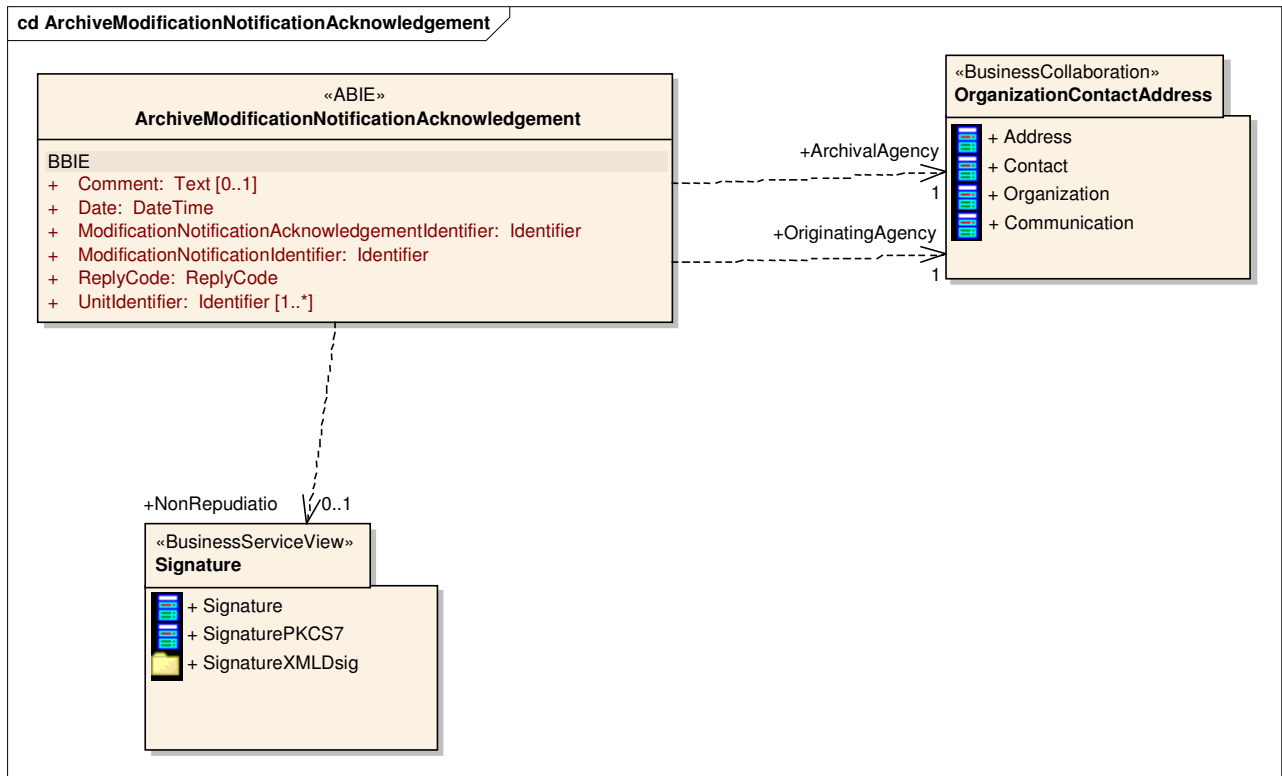 cd ArchiveModificationNotificationAcknowledgement
«ABIE»
ArchiveModificationNotificationAcknowledgement
BBIE
+ Comment: Text [0..1]
+ Date: DateTime
+ ModificationNotificationAcknowledgementIdentifier: Identifier
+ ModificationNotificationIdentifier: Identifier
+ ReplyCode: ReplyCode
+ UnitIdentifier: Identifier [1..*]
+ArchivalAgency
1
+OriginatingAgency
1
«BusinessCollaboration»
OrganizationContactAddress
+ Address
+ Contact
+ Organization
+ Communication
+NonRepudiatio
0..1
«BusinessServiceView»
Signature
+ Signature
+ SignaturePKCS7
+ SignatureXMLDsig